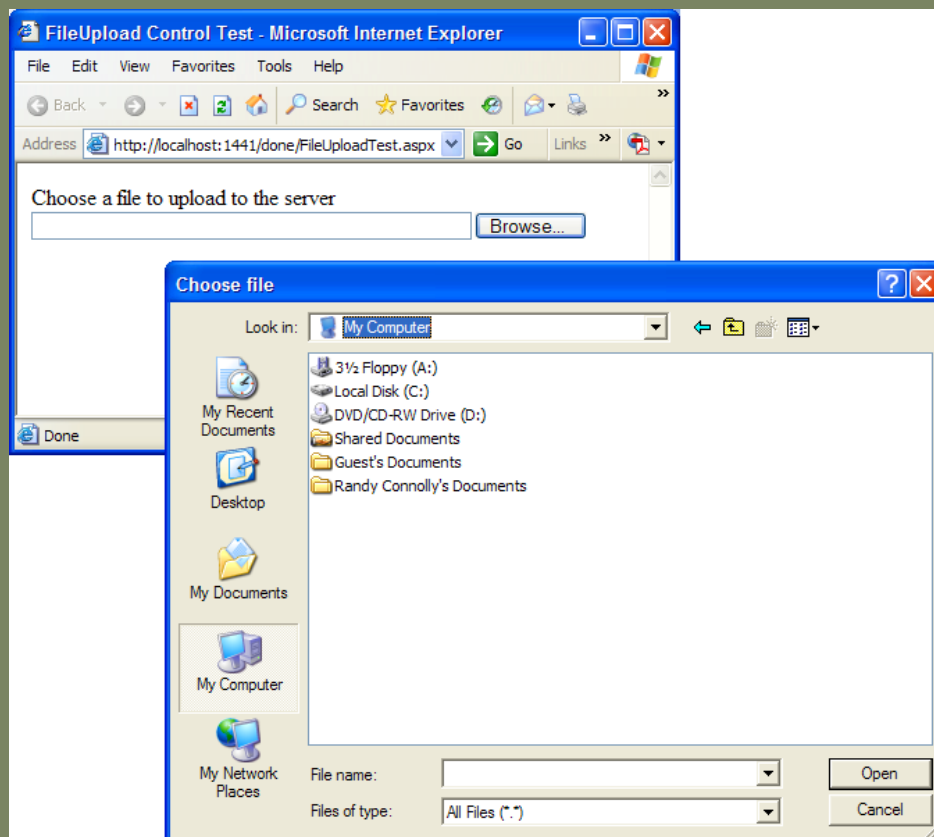 FileUpload Control Test - Microsoft Internet Explorer
File Edit View Favorites Tools Help
Back Search Favorites »
Address http://localhost:1441/done/FileUploadTest.aspx Go Links »
Choose a file to upload to the server
Browse...
Done
Choose file
Look in: My Computer
3½ Floppy (A:)
Local Disk (C:)
DVD/CD-RW Drive (D:)
Shared Documents
Guest's Documents
Randy Connolly's Documents
My Recent
Documents
Desktop
My Documents
My Computer
My Network
Places
File name:
Open
Files of type: All Files (*.*)
Cancel